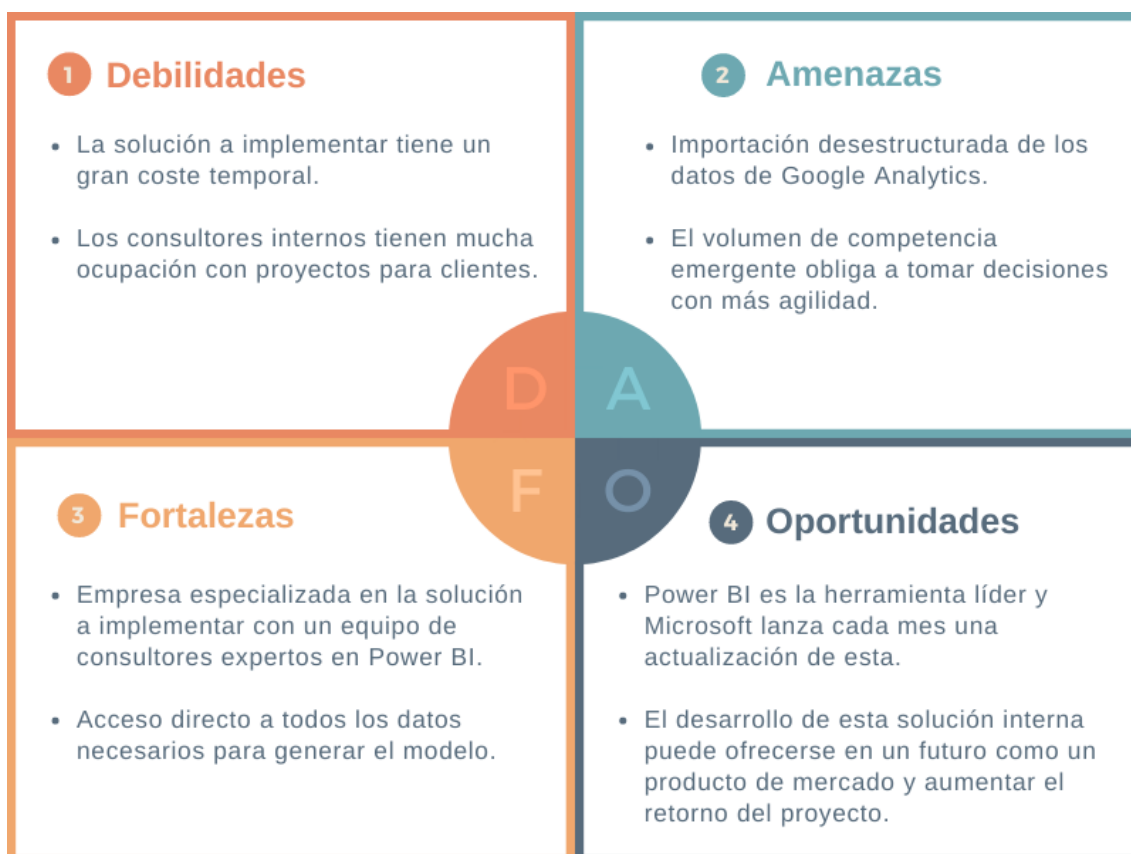 1 Debilidades
La solución a implementar tiene un
gran coste temporal.
Los consultores internos tienen mucha
ocupación con proyectos para clientes.
2 Amenazas
Importación desestructurada de los
datos de Google Analytics.
El volumen de competencia
emergente obliga a tomar decisiones
con más agilidad.
D A
F O
3 Fortalezas
Empresa especializada en la solución
a implementar con un equipo de
consultores expertos en Power BI.
Acceso directo a todos los datos
necesarios para generar el modelo.
4 Oportunidades
Power BI es la herramienta líder y
Microsoft lanza cada mes una
actualización de esta.
El desarrollo de esta solución interna
puede ofrecerse en un futuro como un
producto de mercado y aumentar el
retorno del proyecto.